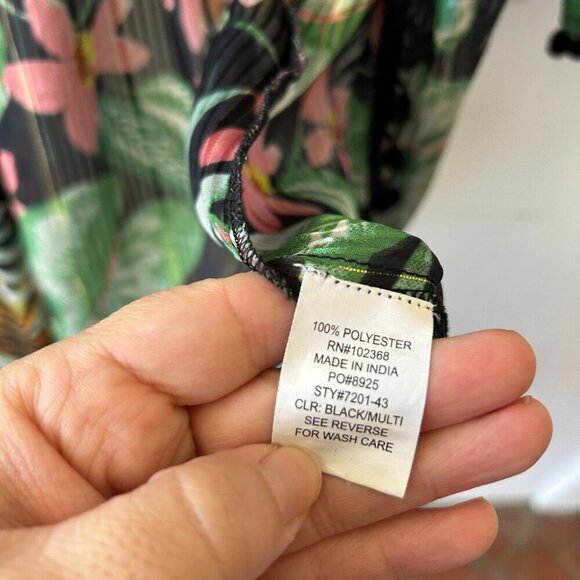 100% POLYESTER
RN#102368
MADE IN INDIA
PO#8925
STY#7201-43
CLR: BLACK/MULTI
SEE REVERSE
FOR WASH CARE